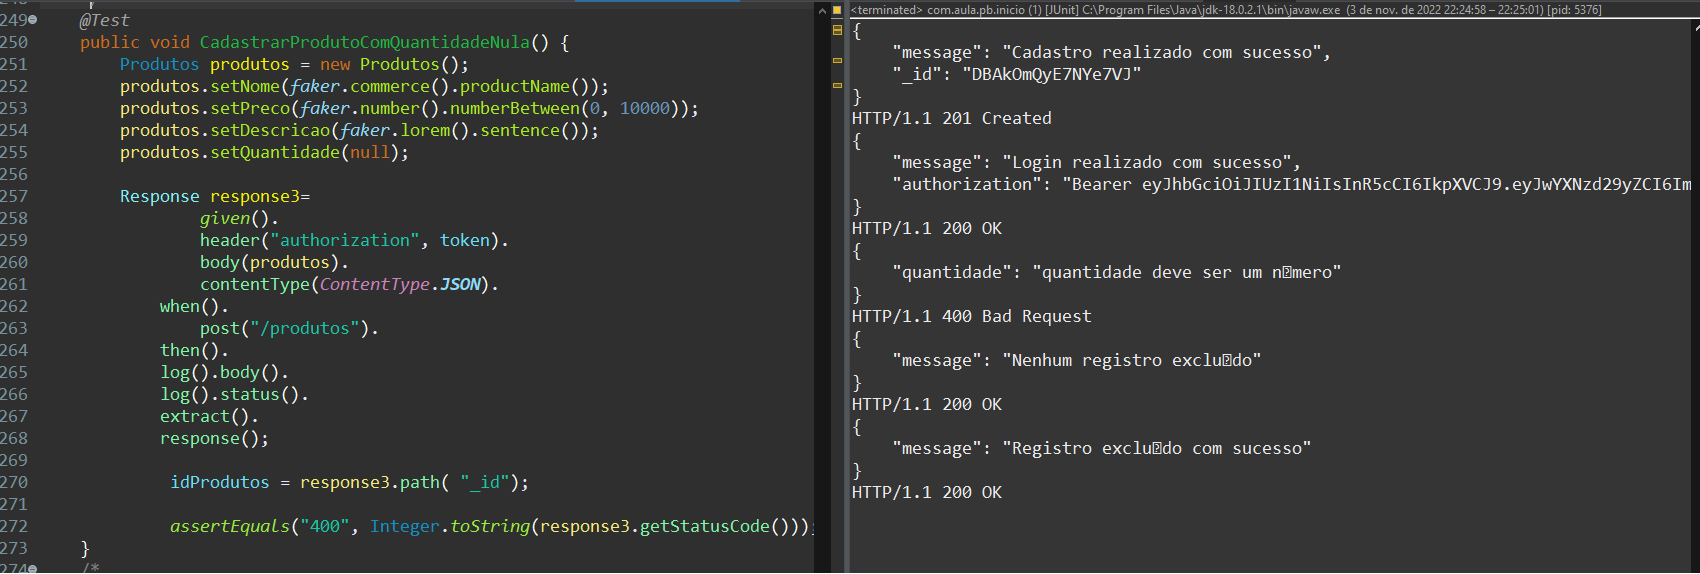 249 @Test
250 public void CadastrarProdutoComQuantidadeNula() {
251 Produtos produtos = new Produtos();
252 produtos.setNome(faker.commerce().productName());
253 produtos.setPreco(faker.number().numberBetween(0, 10000));
254 produtos.setDescricao(faker.lorem().sentence());
255 produtos.setQuantidade(null);
256
257 Response response3=
258 given().
259 header("authorization", token).
260 body(produtos).
261 contentType(ContentType.JSON).
262 when().
263 post("/produtos").
264 then().
265 log().body().
266 log().status().
267 extract().
268 response();
269
270 idProdutos = response3.path( "_id");
271
272 assertEquals("400", Integer.toString(response3.getStatusCode()));
273 }
274 /*
<terminated> com.aula.pb.inicio (1) [JUnit] C:\Program Files\Java\jdk-18.0.2.1\bin\javaw.exe (3 de nov. de 2022 22:24:58 – 22:25:01) [pid: 5376]
{
"message": "Cadastro realizado com sucesso",
"_id": "DBAkOmQyE7NYe7VJ"
}
HTTP/1.1 201 Created
{
"message": "Login realizado com sucesso",
"authorization": "Bearer eyJhbGciOiJIUzI1NiIsInR5cCI6IkpXVCJ9.eyJwYXNzd29yZCI6Im
}
HTTP/1.1 200 OK
{
"quantidade": "quantidade deve ser um n�mero"
}
HTTP/1.1 400 Bad Request
{
"message": "Nenhum registro exclu�do"
}
HTTP/1.1 200 OK
{
"message": "Registro exclu�do com sucesso"
}
HTTP/1.1 200 OK